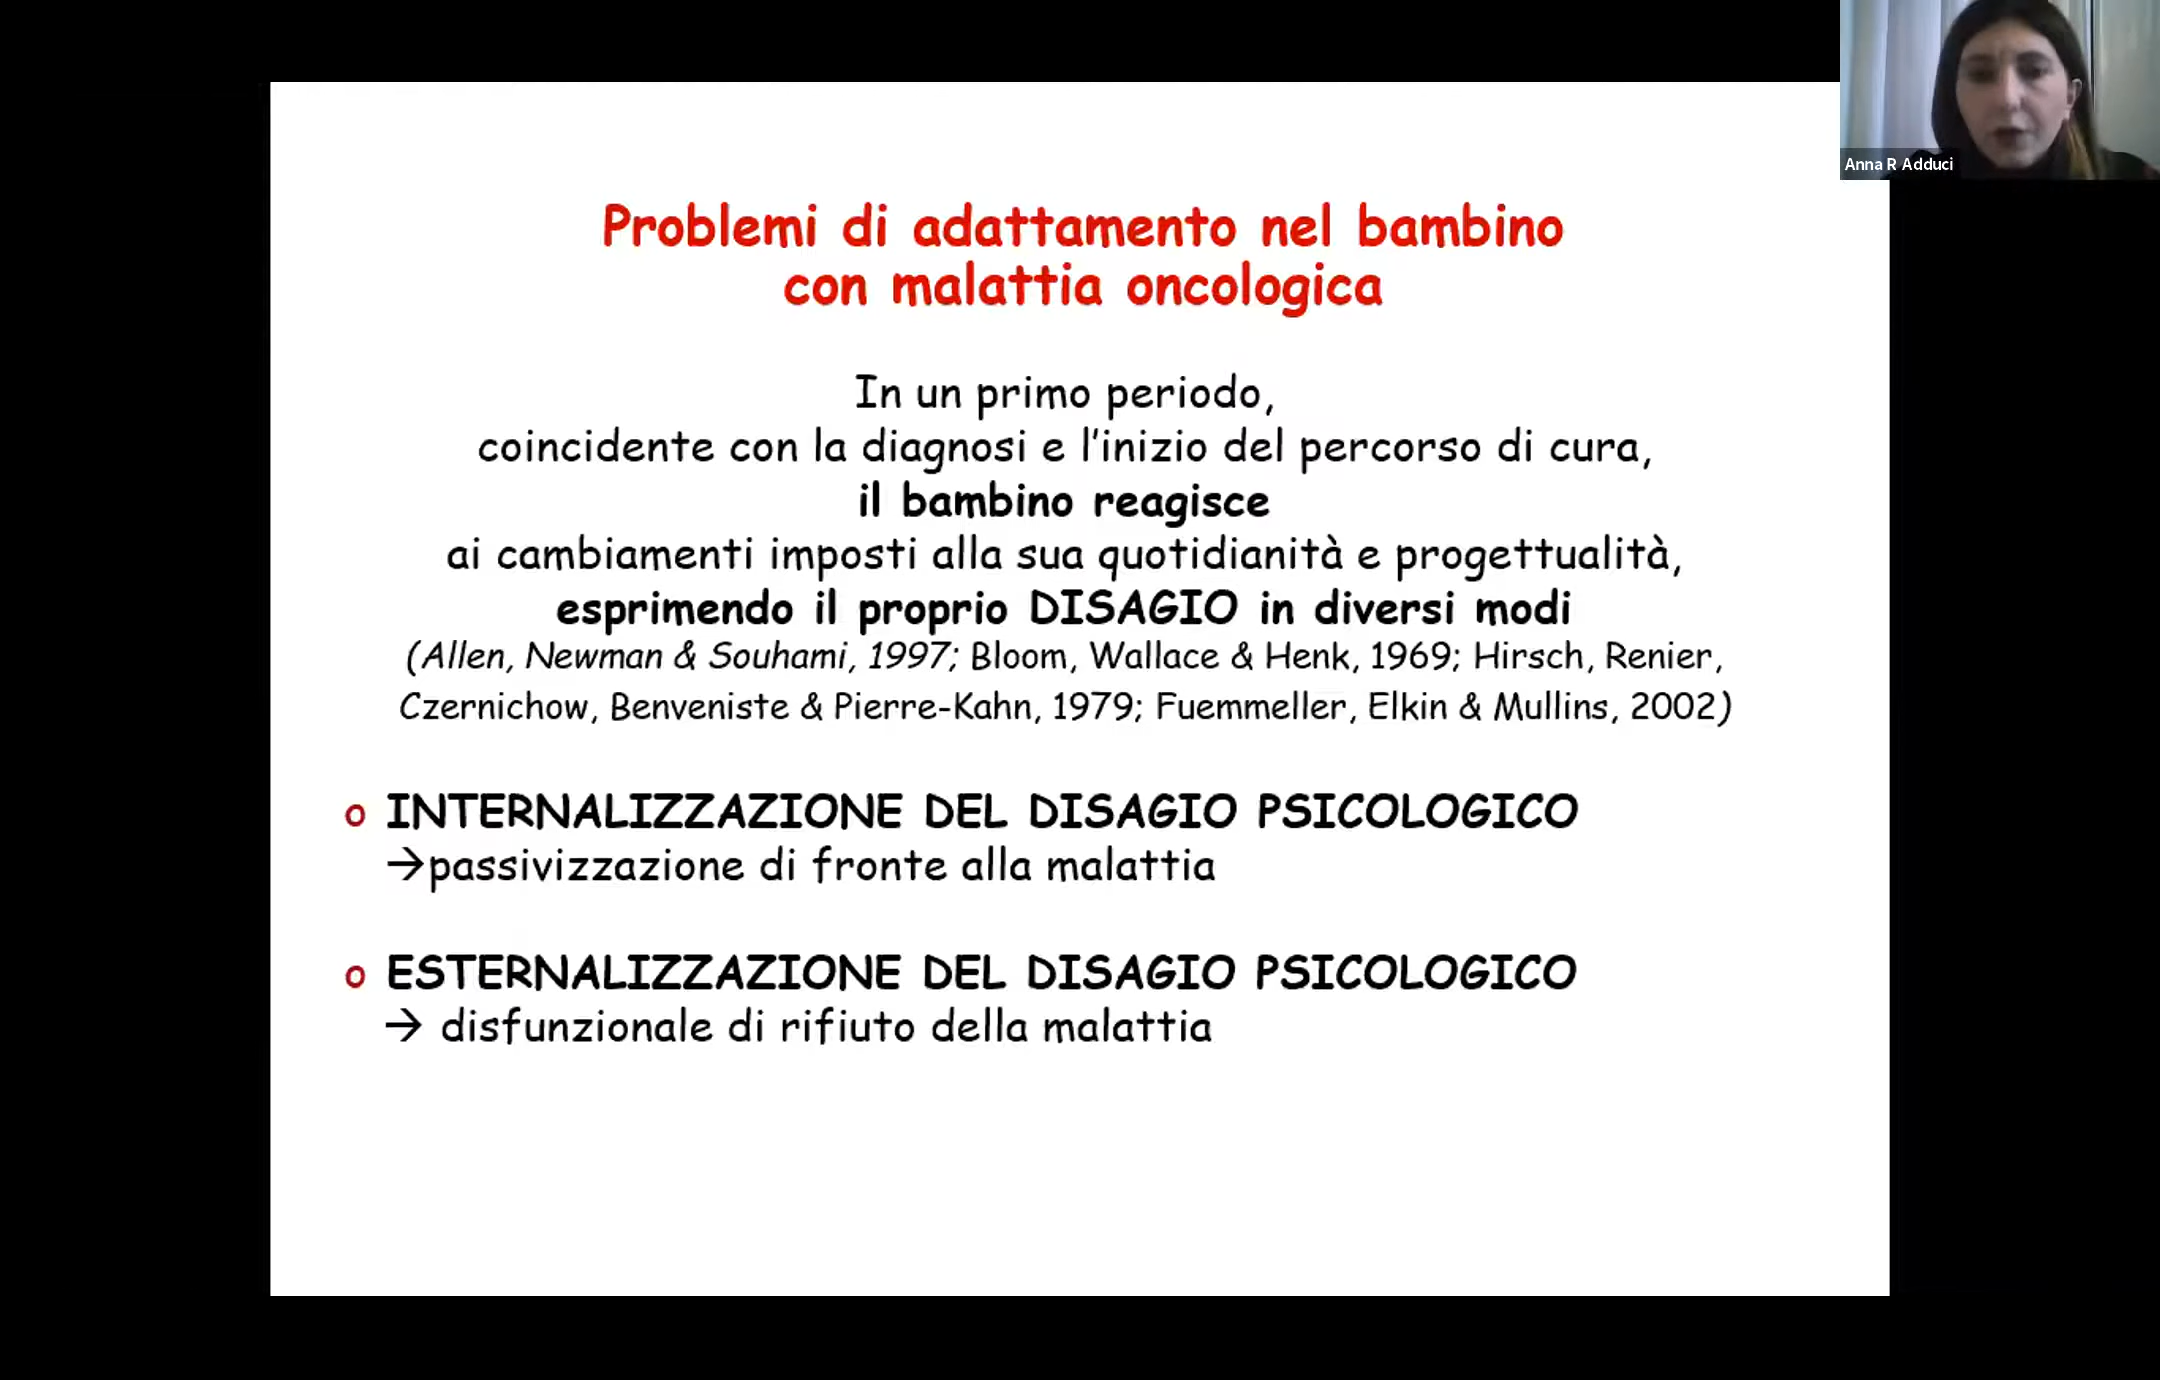 Anna R Adduci
Problemi di adattamento nel bambino
con malattia oncologica
In un primo periodo,
coincidente con la diagnosi e l'inizio del percorso di cura,
il bambino reagisce
ai cambiamenti imposti alla sua quotidianità e progettualità,
esprimendo il proprio DISAGIO in diversi modi
(Allen, Newman & Souhami, 1997; Bloom, Wallace & Henk, 1969; Hirsch, Renier,
Czernichow, Benveniste & Pierre-Kahn, 1979; Fuemmeller, Elkin & Mullins, 2002)
o INTERNALIZZAZIONE DEL DISAGIO PSICOLOGICO
→passivizzazione di fronte alla malattia
o ESTERNALIZZAZIONE DEL DISAGIO PSICOLOGICO
→ disfunzionale di rifiuto della malattia